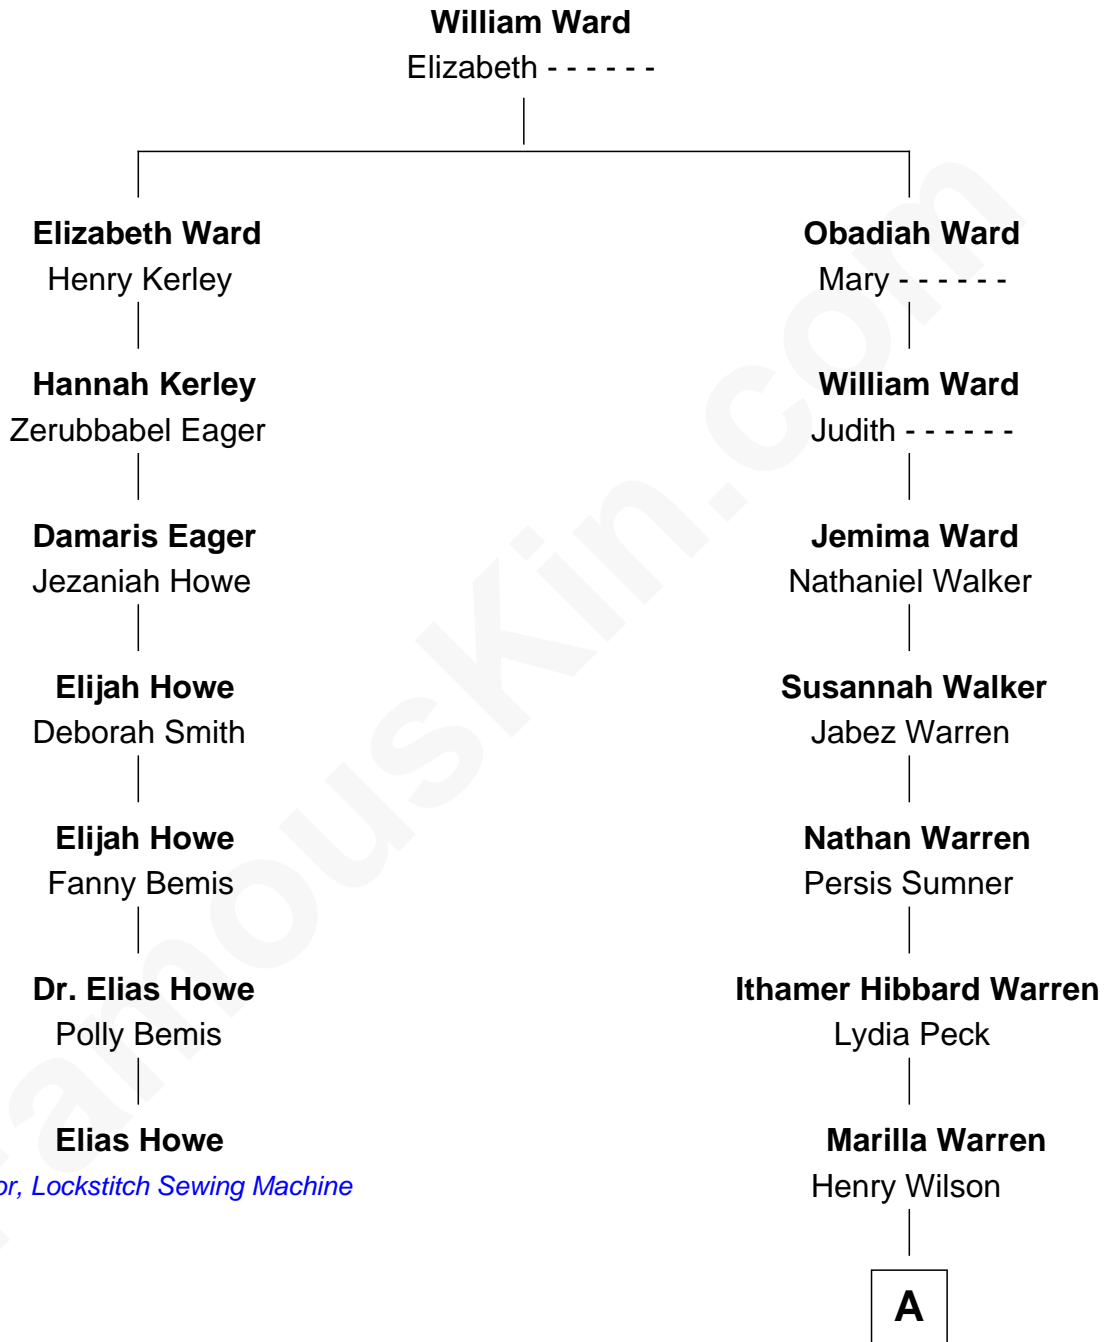 William Ward
Elizabeth - - - - - -
Elizabeth Ward
Henry Kerley
Hannah Kerley
Zerubbabel Eager
Damaris Eager
Jezaniah Howe
Elijah Howe
Deborah Smith
Elijah Howe
Fanny Bemis
Dr. Elias Howe
Polly Bemis
Elias Howe
or, Lockstitch Sewing Machine
Obadiah Ward
Mary - - - - - -
William Ward
Judith - - - - - -
Jemima Ward
Nathaniel Walker
Susannah Walker
Jabez Warren
Nathan Warren
Persis Sumner
Ithamer Hibbard Warren
Lydia Peck
Marilla Warren
Henry Wilson
A
FamousKin.com